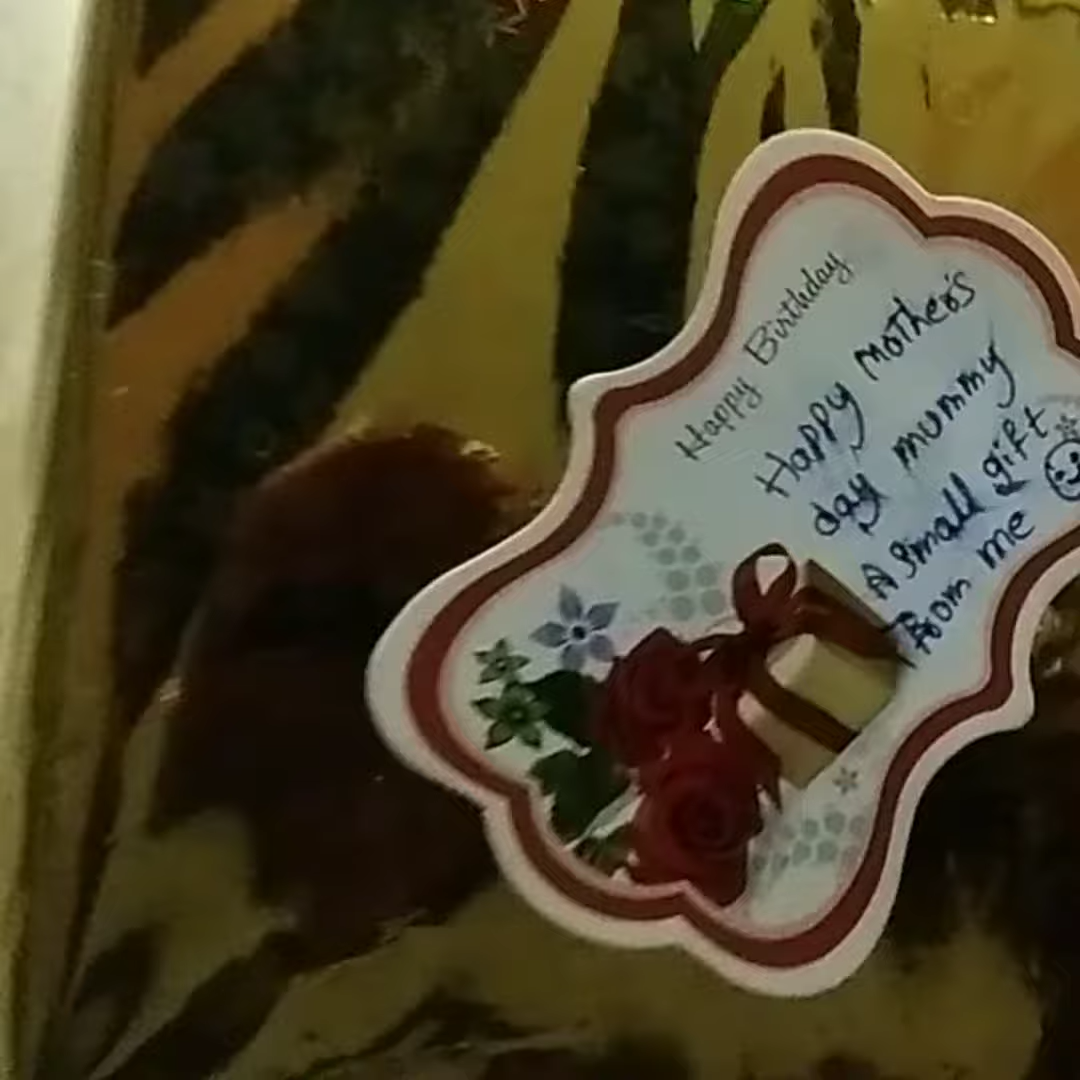 Happy Birthday
Happy Mother's
day mummy
A small gift
From me